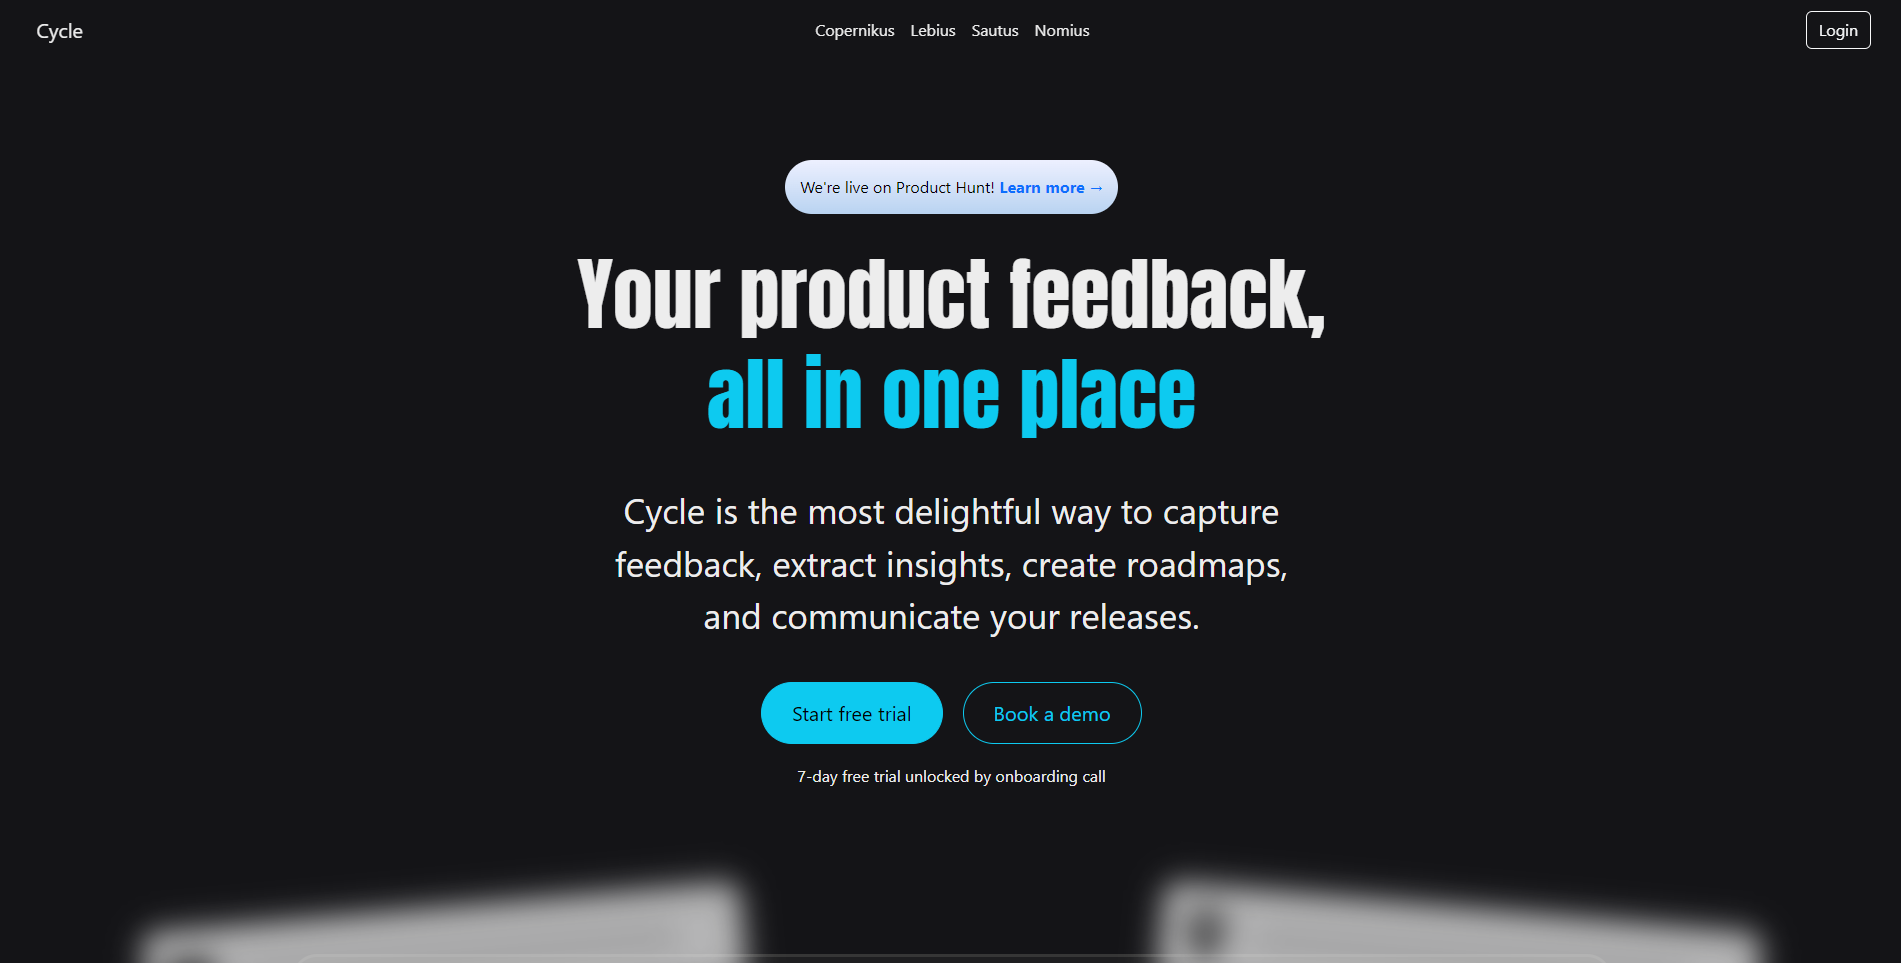 Cycle
Copernikus Lebius Sautus Nomius
Login
We're live on Product Hunt! Learn more →
Your product feedback,
all in one place
Cycle is the most delightful way to capture
feedback, extract insights, create roadmaps,
and communicate your releases.
Start free trial
Book a demo
7-day free trial unlocked by onboarding call